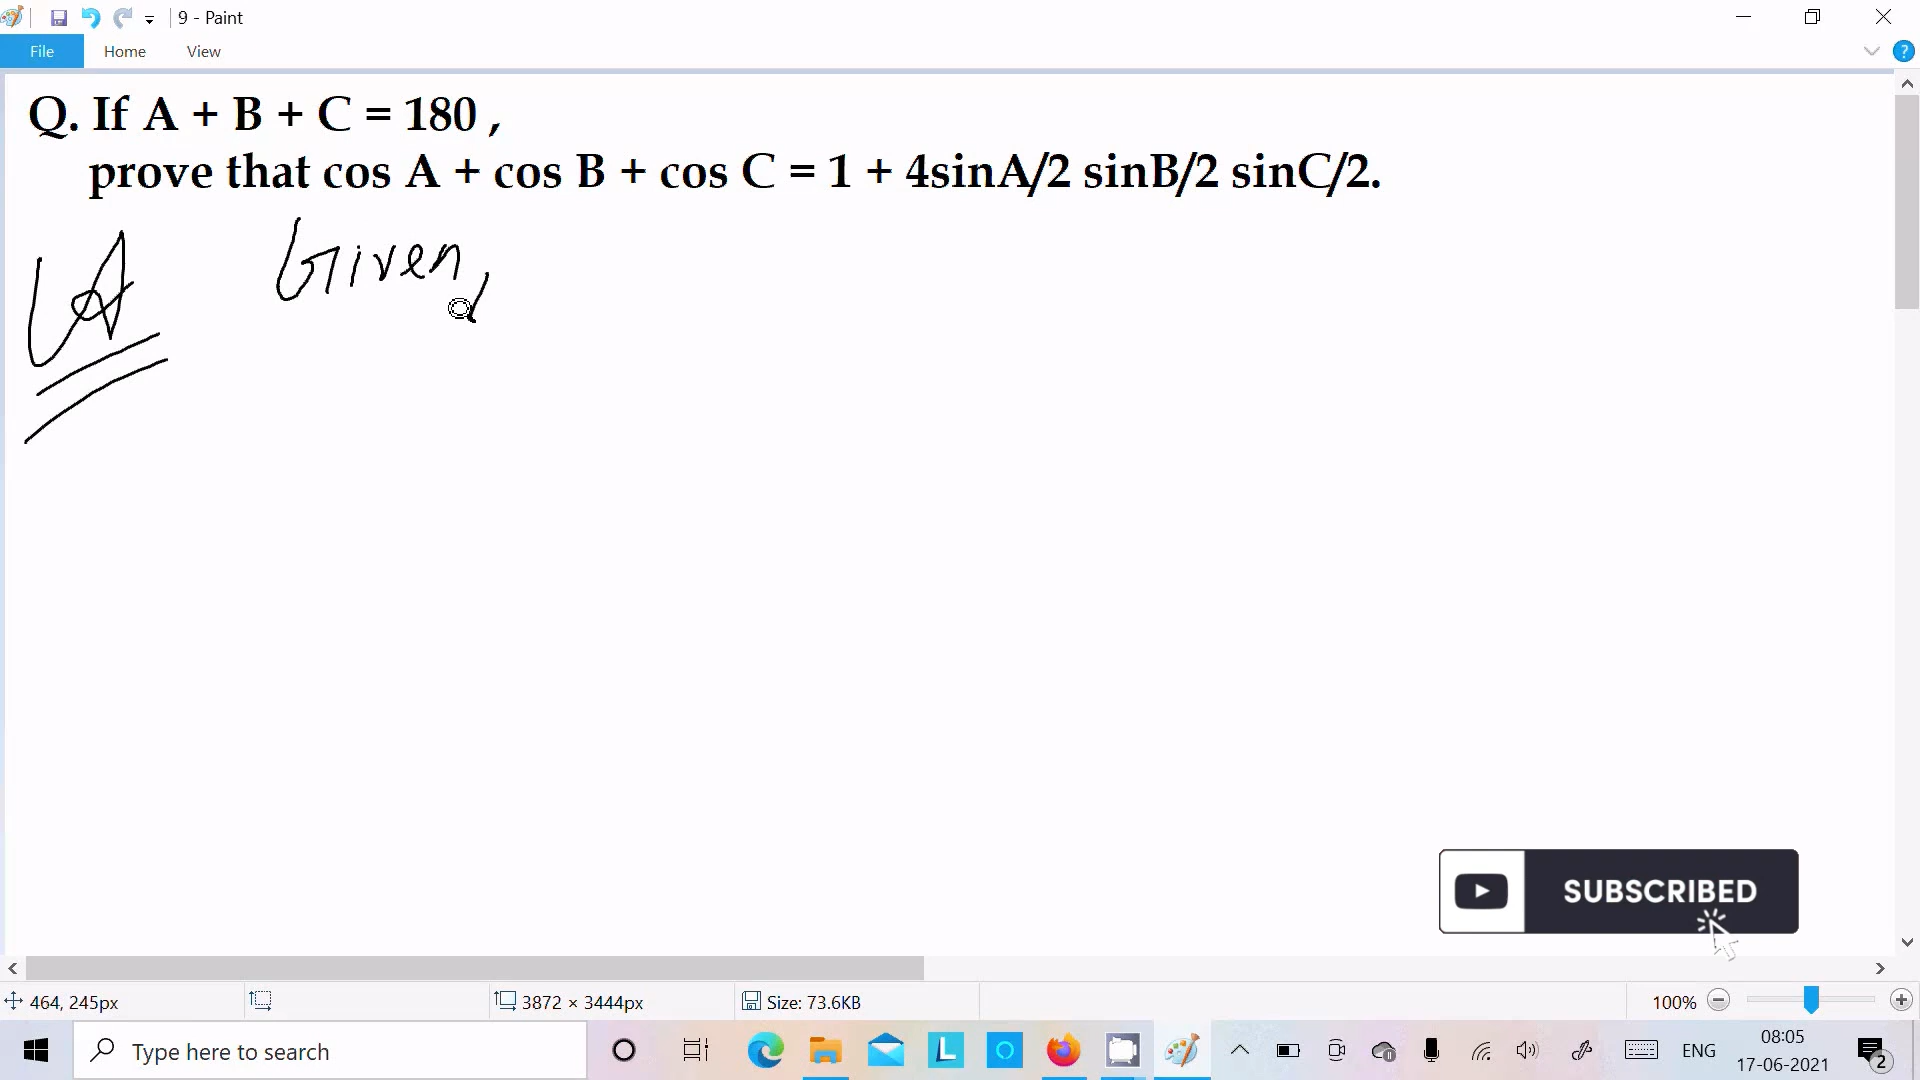 9 - Paint
File Home View
Q. If A + B + C = 180 ,
prove that cos A + cos B + cos C = 1 + 4sinA/2 sinB/2 sinC/2.
Given,
SUBSCRIBED
464, 245px 3872 × 3444px Size: 73.6KB 100%
Type here to search
ENG
08:05
17-06-2021
2